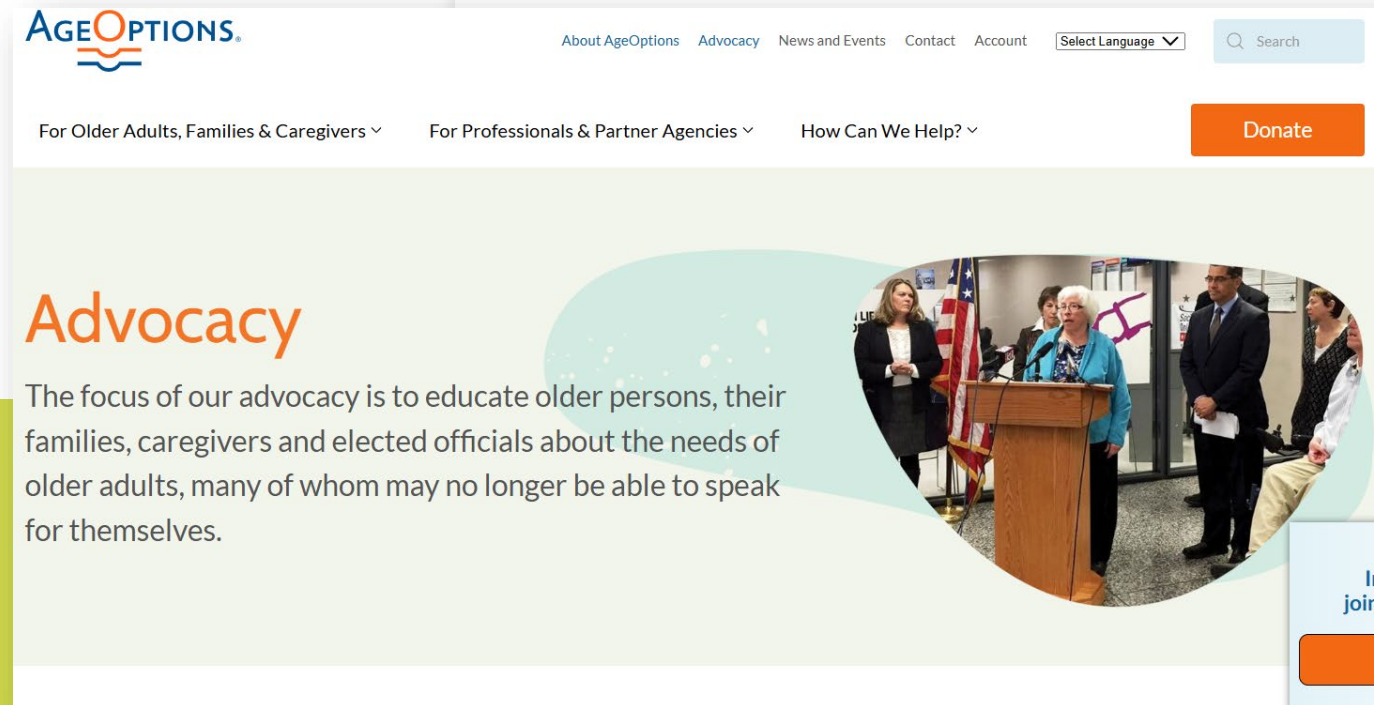 AGEOPTIONS®
About AgeOptions Advocacy News and Events Contact Account Select Language Search
For Older Adults, Families & Caregivers For Professionals & Partner Agencies How Can We Help? Donate
Advocacy
The focus of our advocacy is to educate older persons, their
families, caregivers and elected officials about the needs of
older adults, many of whom may no longer be able to speak
for themselves.